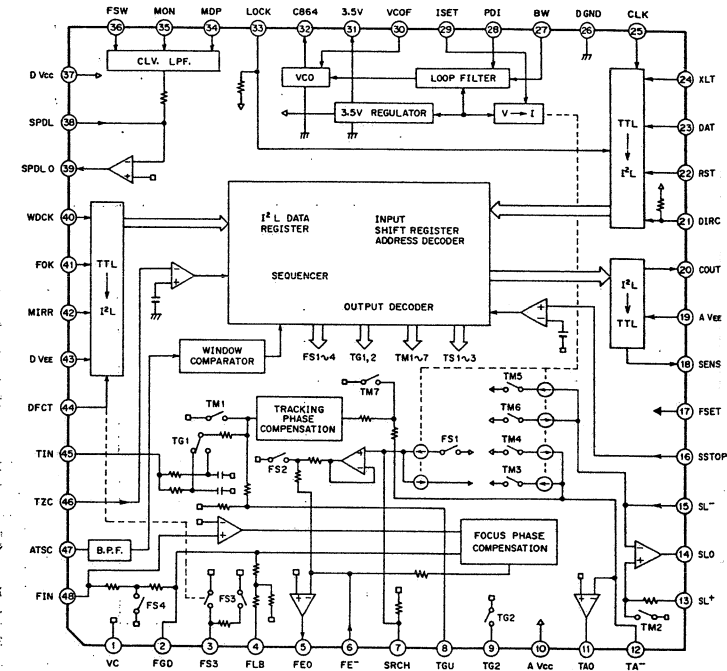 FSW MON MDP LOCK C864 3.5V VCOF ISET PDI BW DGND CLK
36 35 34 33 32 31 30 29 28 27 26 25
CLV. LPF.
D Vcc 37
VCO
LOOP FILTER
24 XLT
SPDL 38
3.5V REGULATOR
V → I
TTL
↓
I²L
23 DAT
SPDL O 39
22 RST
WDCK 40
I²L DATA
REGISTER
INPUT
SHIFT REGISTER
ADDRESS DECODER
21 DIRC
FOK 41
TTL
↓
I²L
SEQUENCER
I²L
↓
TTL
20 COUT
MIRR 42
OUTPUT DECODER
19 A VEE
D VEE 43
WINDOW
COMPARATOR
FS1~4 TG1,2 TM1~7 TS1~3
18 SENS
DFCT 44
TM1
TM7
TM5
17 FSET
TRACKING
PHASE
COMPENSATION
TM6
TG1
FS2
FS1
TM4
TIN 45
TM3
16 SSTOP
TZC 46
15 SL−
ATSC 47
B.P.F.
FOCUS PHASE
COMPENSATION
14 SLO
FIN 48
FS4
FS3
TG2
TM2
13 SL+
1 2 3 4 5 6 7 8 9 10 11 12
VC FGD FS3 FLB FEO FE− SRCH TGU TG2 A Vcc TAO TA−